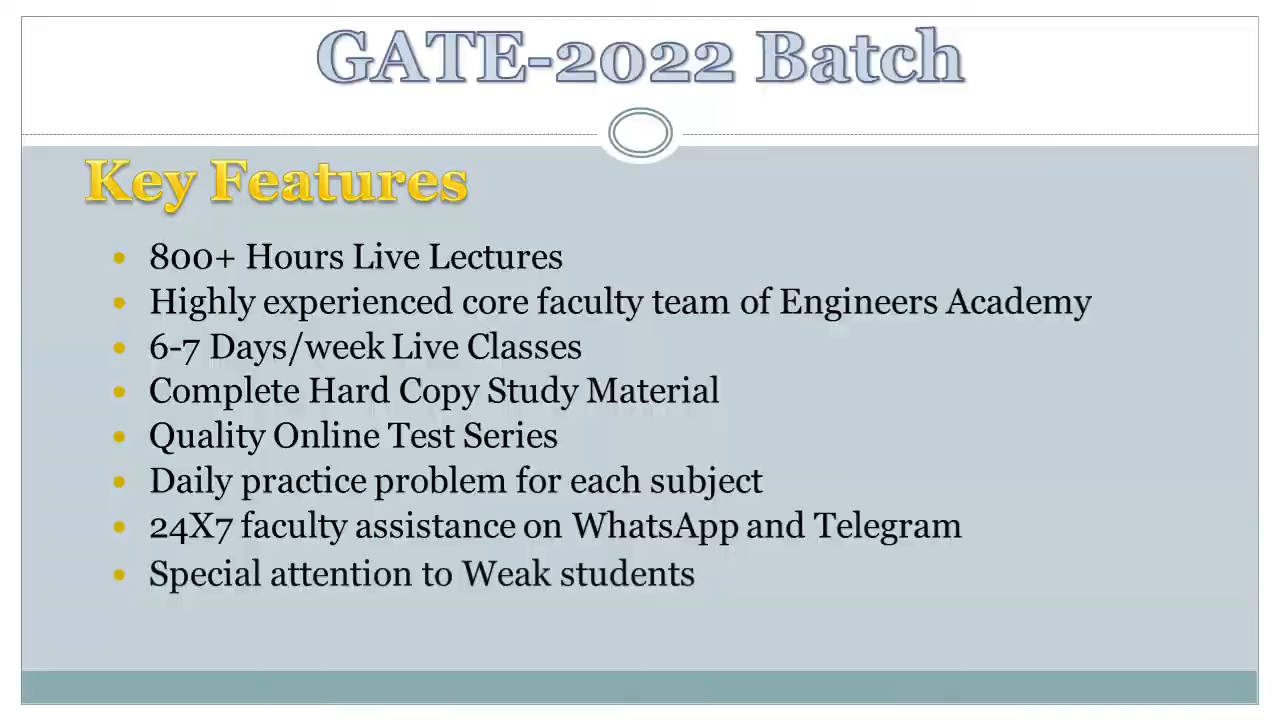 GATE-2022 Batch
Key Features
• 800+ Hours Live Lectures
• Highly experienced core faculty team of Engineers Academy
• 6-7 Days/week Live Classes
• Complete Hard Copy Study Material
• Quality Online Test Series
• Daily practice problem for each subject
• 24X7 faculty assistance on WhatsApp and Telegram
• Special attention to Weak students